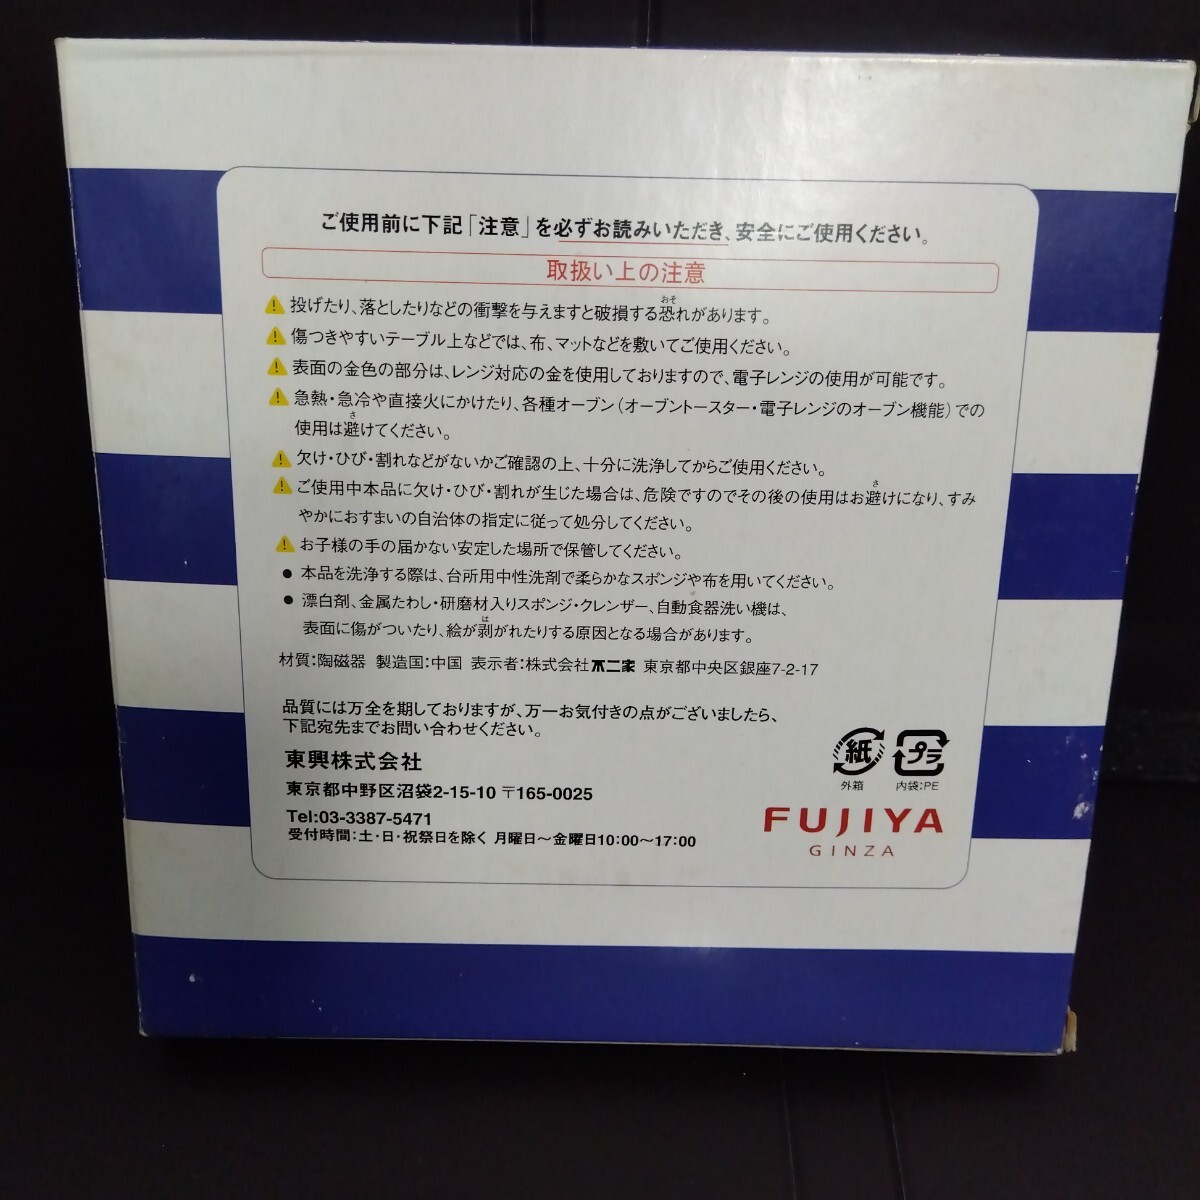 ご使用前に下記「注意」を必ずお読みいただき、安全にご使用ください。
取扱い上の注意
投げたり、落としたりなどの衝撃を与えますと破損する恐れがあります。
おそ
傷つきやすいテーブル上などでは、布、マットなどを敷いてご使用ください。
表面の金色の部分は、レンジ対応の金を使用しておりますので、電子レンジの使用が可能です。
急熱・急冷や直接火にかけたり、各種オーブン(オーブントースター・電子レンジのオーブン機能)での
使用は避けてください。
さ
欠け・ひび・割れなどがないかご確認の上、十分に洗浄してからご使用ください。
ご使用中本品に欠け・ひび・割れが生じた場合は、危険ですのでその後の使用はお避けになり、すみ
さ
やかにおすまいの自治体の指定に従って処分してください。
お子様の手の届かない安定した場所で保管してください。
● 本品を洗浄する際は、台所用中性洗剤で柔らかなスポンジや布を用いてください。
● 漂白剤、金属たわし・研磨材入りスポンジ・クレンザー、自動食器洗い機は、
表面に傷がついたり、絵が剥がれたりする原因となる場合があります。
は
材質:陶磁器 製造国:中国 表示者:株式会社不二家 東京都中央区銀座7-2-17
品質には万全を期しておりますが、万一お気付きの点がございましたら、
下記宛先までお問い合わせください。
東興株式会社
東京都中野区沼袋2-15-10 〒165-0025
Tel:03-3387-5471
受付時間:土・日・祝祭日を除く 月曜日〜金曜日10:00〜17:00
紙 プラ
外箱 内袋:PE
FUJIYA
GINZA